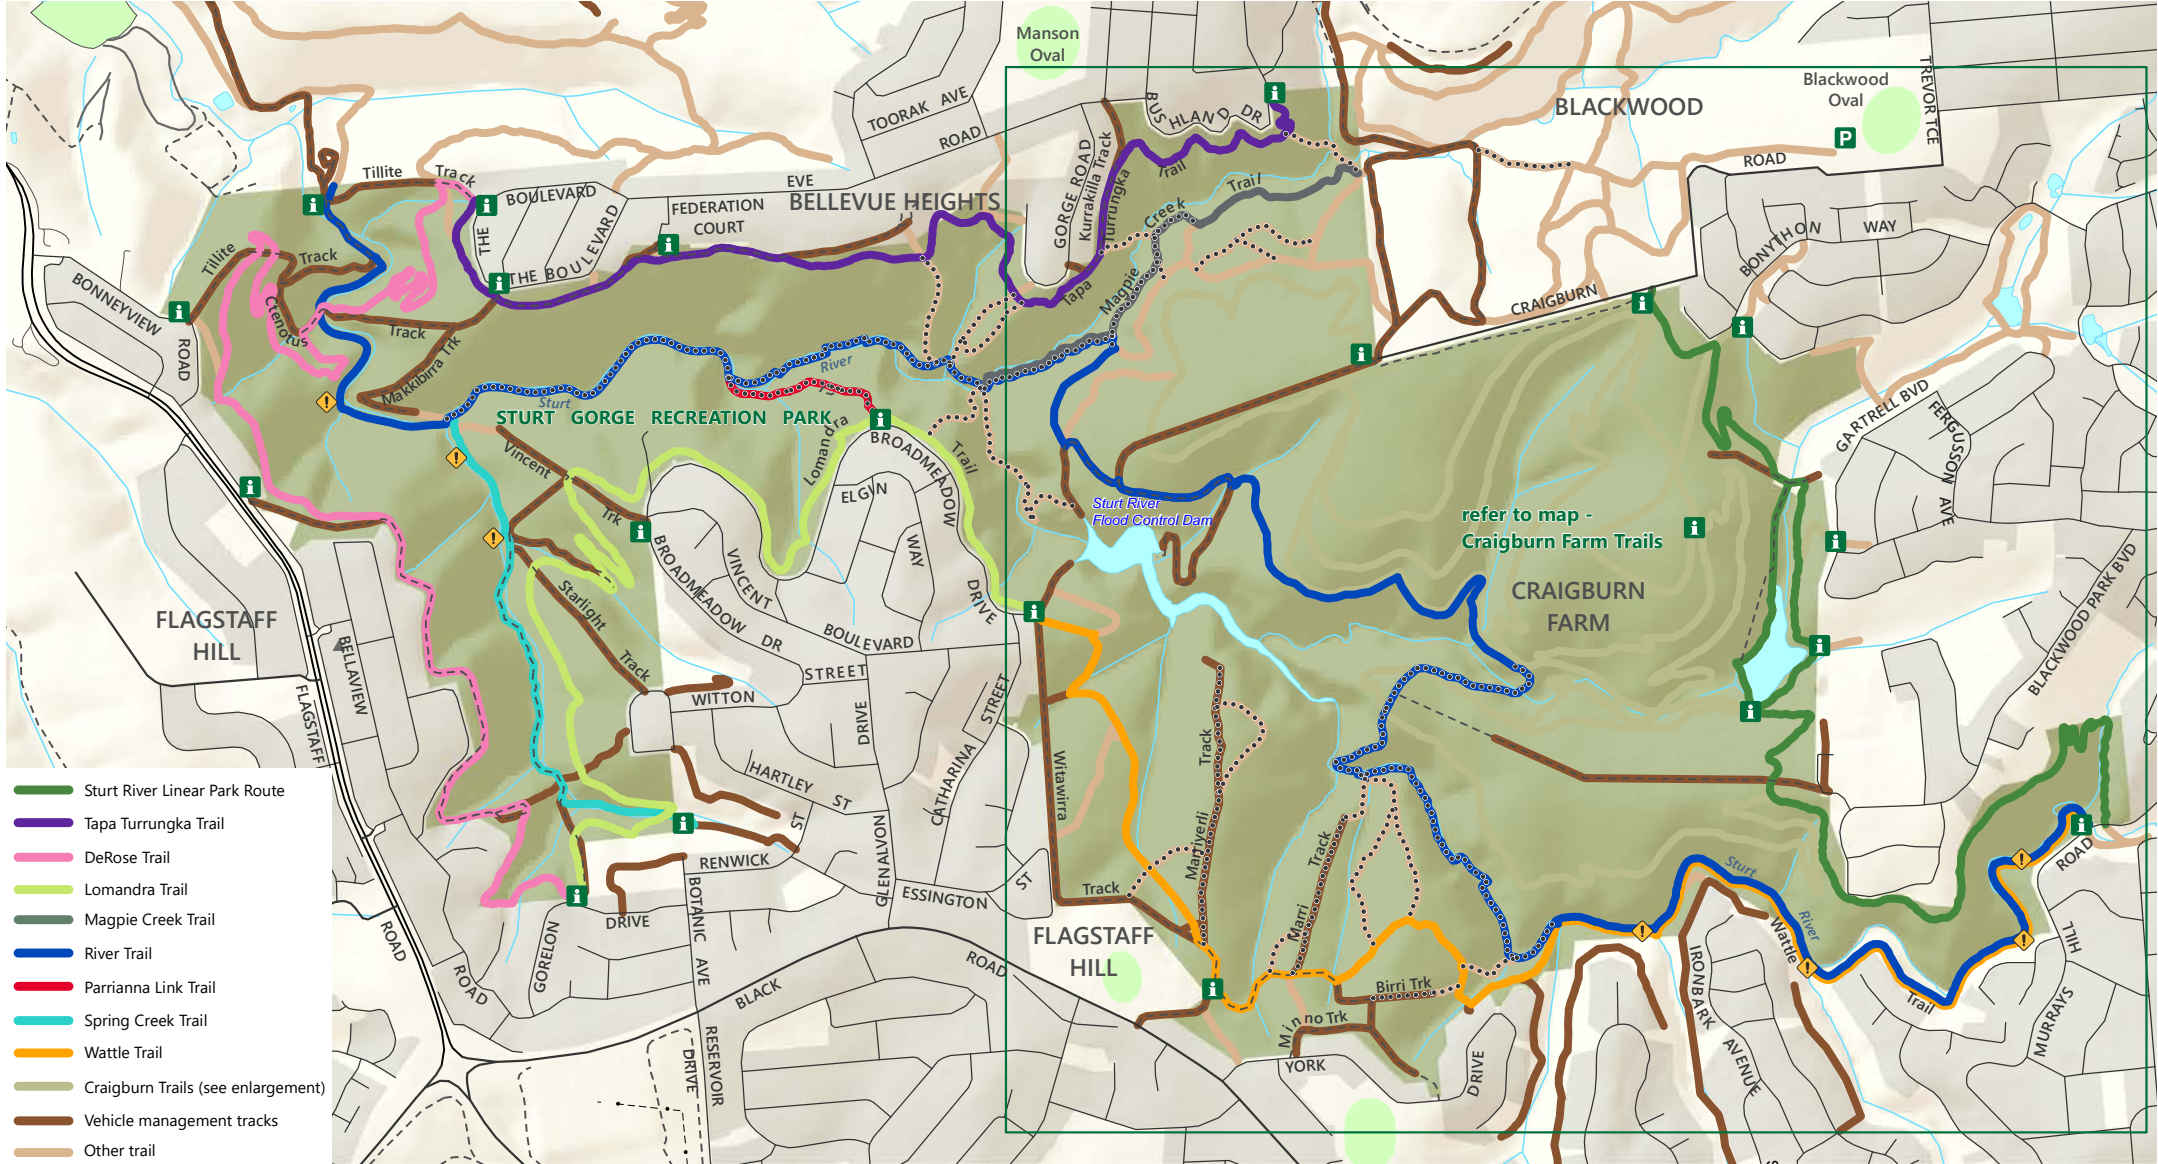 Manson
Oval
Blackwood
Oval
TREVOR TCE
BLACKWOOD
P
TOORAK AVE
ROAD
BUSHLAND DR
ROAD
Tillite
Track
THE
BOULEVARD
EVE
BELLEVUE HEIGHTS
FEDERATION
COURT
THE BOULEVARD
GORGE ROAD
Kurrakilla Track
Tapa
Turrungka
Trail
Magpie
Creek
Trail
BONYTHON
WAY
CRAIGBURN
Tillite
Track
Ctenotus
Track
Makkibirra Trk
BONNEYVIEW
ROAD
River
Sturt
STURT GORGE RECREATION PARK
Lomandra
Trail
BROADMEADOW
DRIVE
ELGIN
WAY
Vincent
Trk
BROADMEADOW DR
VINCENT
BOULEVARD
STREET
Starlight
Track
WITTON
DRIVE
HARTLEY ST
ST
CATHARINA
STREET
GLENALVON
ESSINGTON
ST
RENWICK
DRIVE
BOTANIC AVE
GORELON
FLAGSTAFF
HILL
BELLAVIEW
FLAGSTAFF
ROAD
ROAD
BLACK
ROAD
RESERVOIR
DRIVE
Sturt River
Flood Control Dam
refer to map -
Craigburn Farm Trails
CRAIGBURN
FARM
GARTRELL BVD
FERGUSSON AVE
BLACKWOOD PARK BVD
Witawirra
Track
Manyerli
Track
Marri
Track
FLAGSTAFF
HILL
Birri Trk
Minno Trk
YORK
DRIVE
Sturt
River
Wattle
Trail
IRONBARK
AVENUE
MURRAYS
HILL
ROAD
Sturt River Linear Park Route
Tapa Turrungka Trail
DeRose Trail
Lomandra Trail
Magpie Creek Trail
River Trail
Parrianna Link Trail
Spring Creek Trail
Wattle Trail
Craigburn Trails (see enlargement)
Vehicle management tracks
Other trail